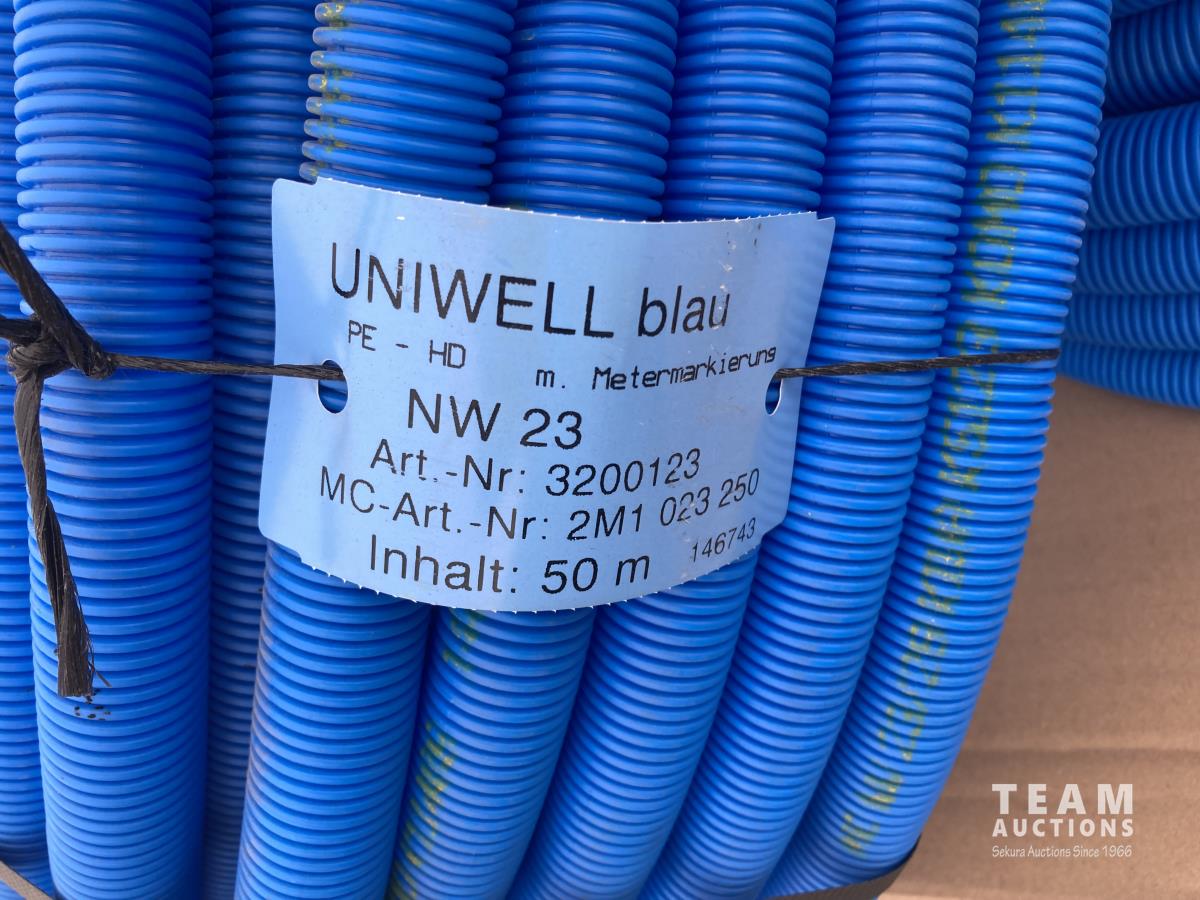 UNIWELL blau
PE - HD
m. Metermarkierung
NW 23
Art.-Nr: 3200123
MC-Art.-Nr: 2M1 023 250
Inhalt: 50 m 146743
KOMO
TEAM
AUCTIONS
Sekura Auctions Since 1966